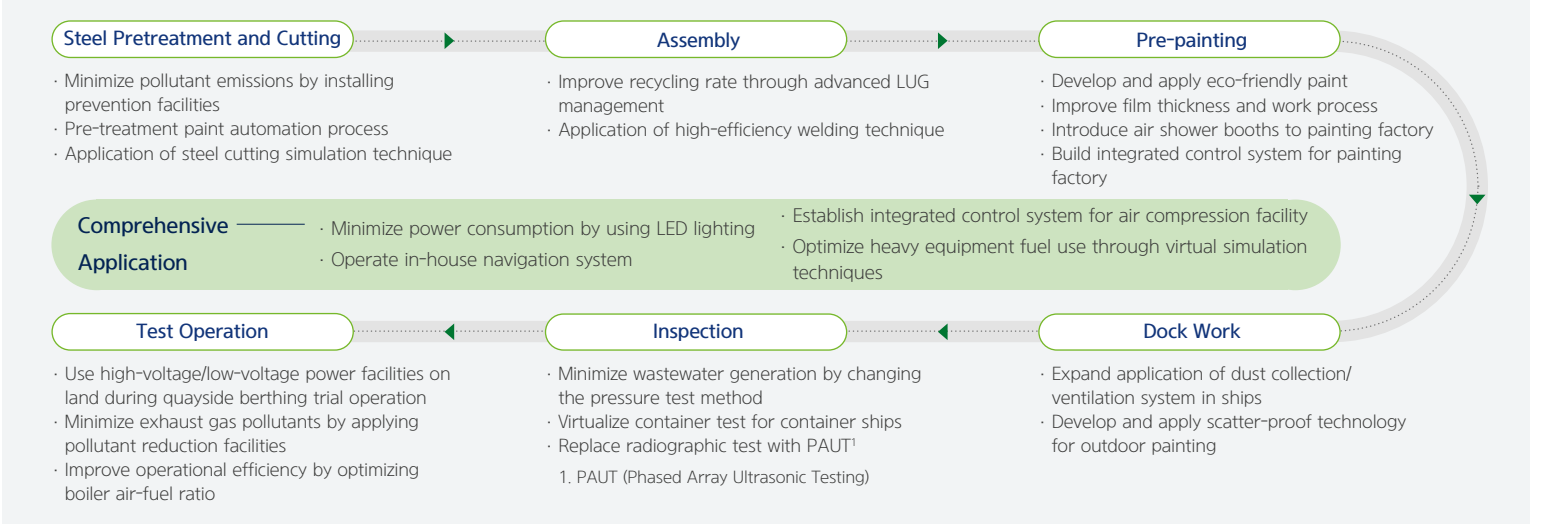 Steel Pretreatment and Cutting
· Minimize pollutant emissions by installing
prevention facilities
· Pre-treatment paint automation process
· Application of steel cutting simulation technique
Assembly
· Improve recycling rate through advanced LUG
management
· Application of high-efficiency welding technique
Pre-painting
· Develop and apply eco-friendly paint
· Improve film thickness and work process
· Introduce air shower booths to painting factory
· Build integrated control system for painting
factory
Comprehensive
Application
· Minimize power consumption by using LED lighting
· Operate in-house navigation system
· Establish integrated control system for air compression facility
· Optimize heavy equipment fuel use through virtual simulation
techniques
Dock Work
· Expand application of dust collection/
ventilation system in ships
· Develop and apply scatter-proof technology
for outdoor painting
Inspection
· Minimize wastewater generation by changing
the pressure test method
· Virtualize container test for container ships
· Replace radiographic test with PAUT¹
1. PAUT (Phased Array Ultrasonic Testing)
Test Operation
· Use high-voltage/low-voltage power facilities on
land during quayside berthing trial operation
· Minimize exhaust gas pollutants by applying
pollutant reduction facilities
· Improve operational efficiency by optimizing
boiler air-fuel ratio